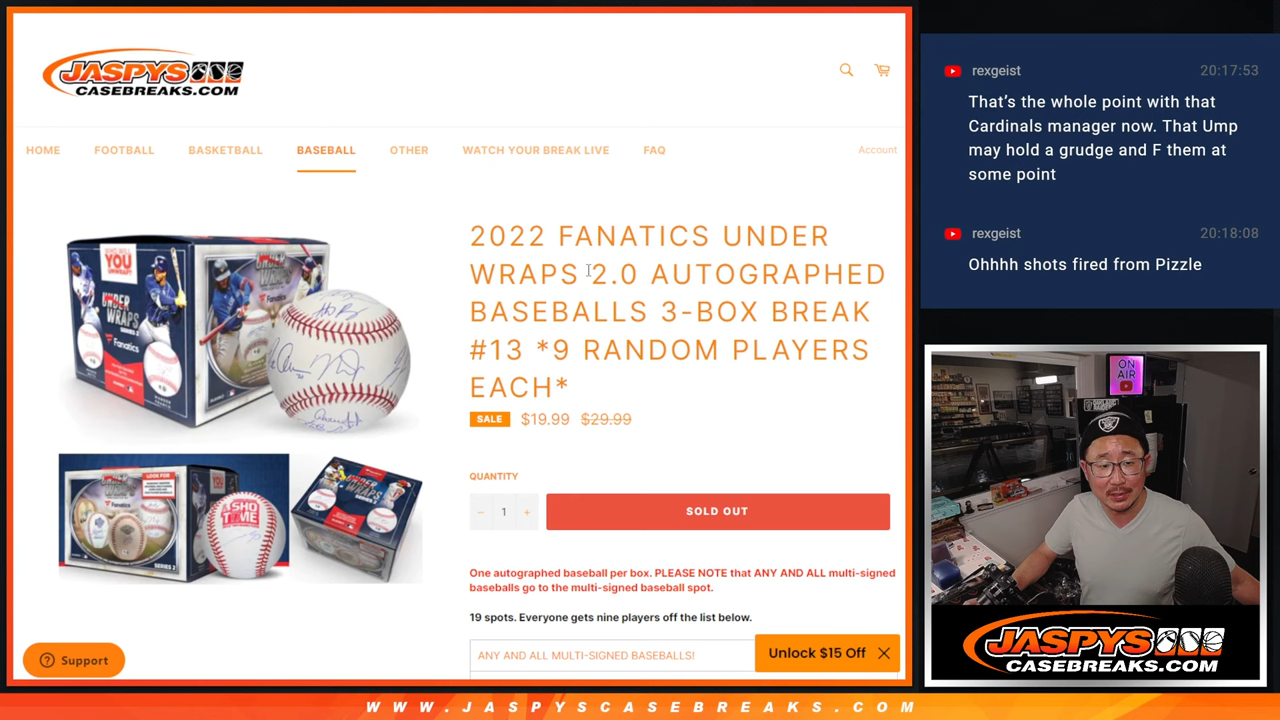 JASPYS
CASEBREAKS.COM
HOME
FOOTBALL
BASKETBALL
BASEBALL
OTHER
WATCH YOUR BREAK LIVE
FAQ
Account
2022 FANATICS UNDER
WRAPS 2.0 AUTOGRAPHED
BASEBALLS 3-BOX BREAK
#13 *9 RANDOM PLAYERS
EACH*
SALE $19.99 $29.99
QUANTITY
− 1 +
SOLD OUT
One autographed baseball per box. PLEASE NOTE that ANY AND ALL multi-signed
baseballs go to the multi-signed baseball spot.
19 spots. Everyone gets nine players off the list below.
ANY AND ALL MULTI-SIGNED BASEBALLS!
Unlock $15 Off
Support
YOU
UNDER
WRAPS
Fanatics
rexgeist 20:17:53
That's the whole point with that
Cardinals manager now. That Ump
may hold a grudge and F them at
some point
rexgeist 20:18:08
Ohhhh shots fired from Pizzle
ON
AIR
JASPYS
CASEBREAKS.COM
WWW.JASPYSCASEBREAKS.COM